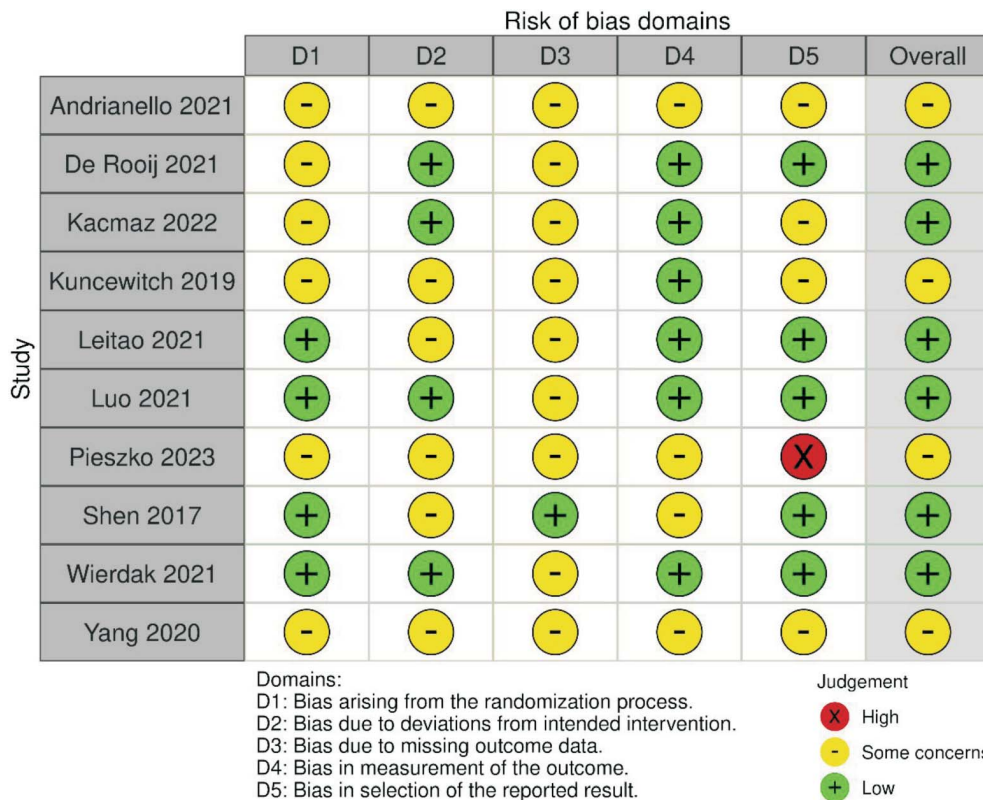 Risk of bias domains
D1 D2 D3 D4 D5 Overall
Study
Andrianello 2021 - - - - - -
De Rooij 2021 - + - + + +
Kacmaz 2022 - + - + - +
Kuncewitch 2019 - - - + - -
Leitao 2021 + - - + + +
Luo 2021 + + - + + +
Pieszko 2023 - - - - X -
Shen 2017 + - + - + +
Wierdak 2021 + + - + + +
Yang 2020 - - - - - -
Domains:
D1: Bias arising from the randomization process.
D2: Bias due to deviations from intended intervention.
D3: Bias due to missing outcome data.
D4: Bias in measurement of the outcome.
D5: Bias in selection of the reported result.
Judgement
X High
- Some concerns
+ Low